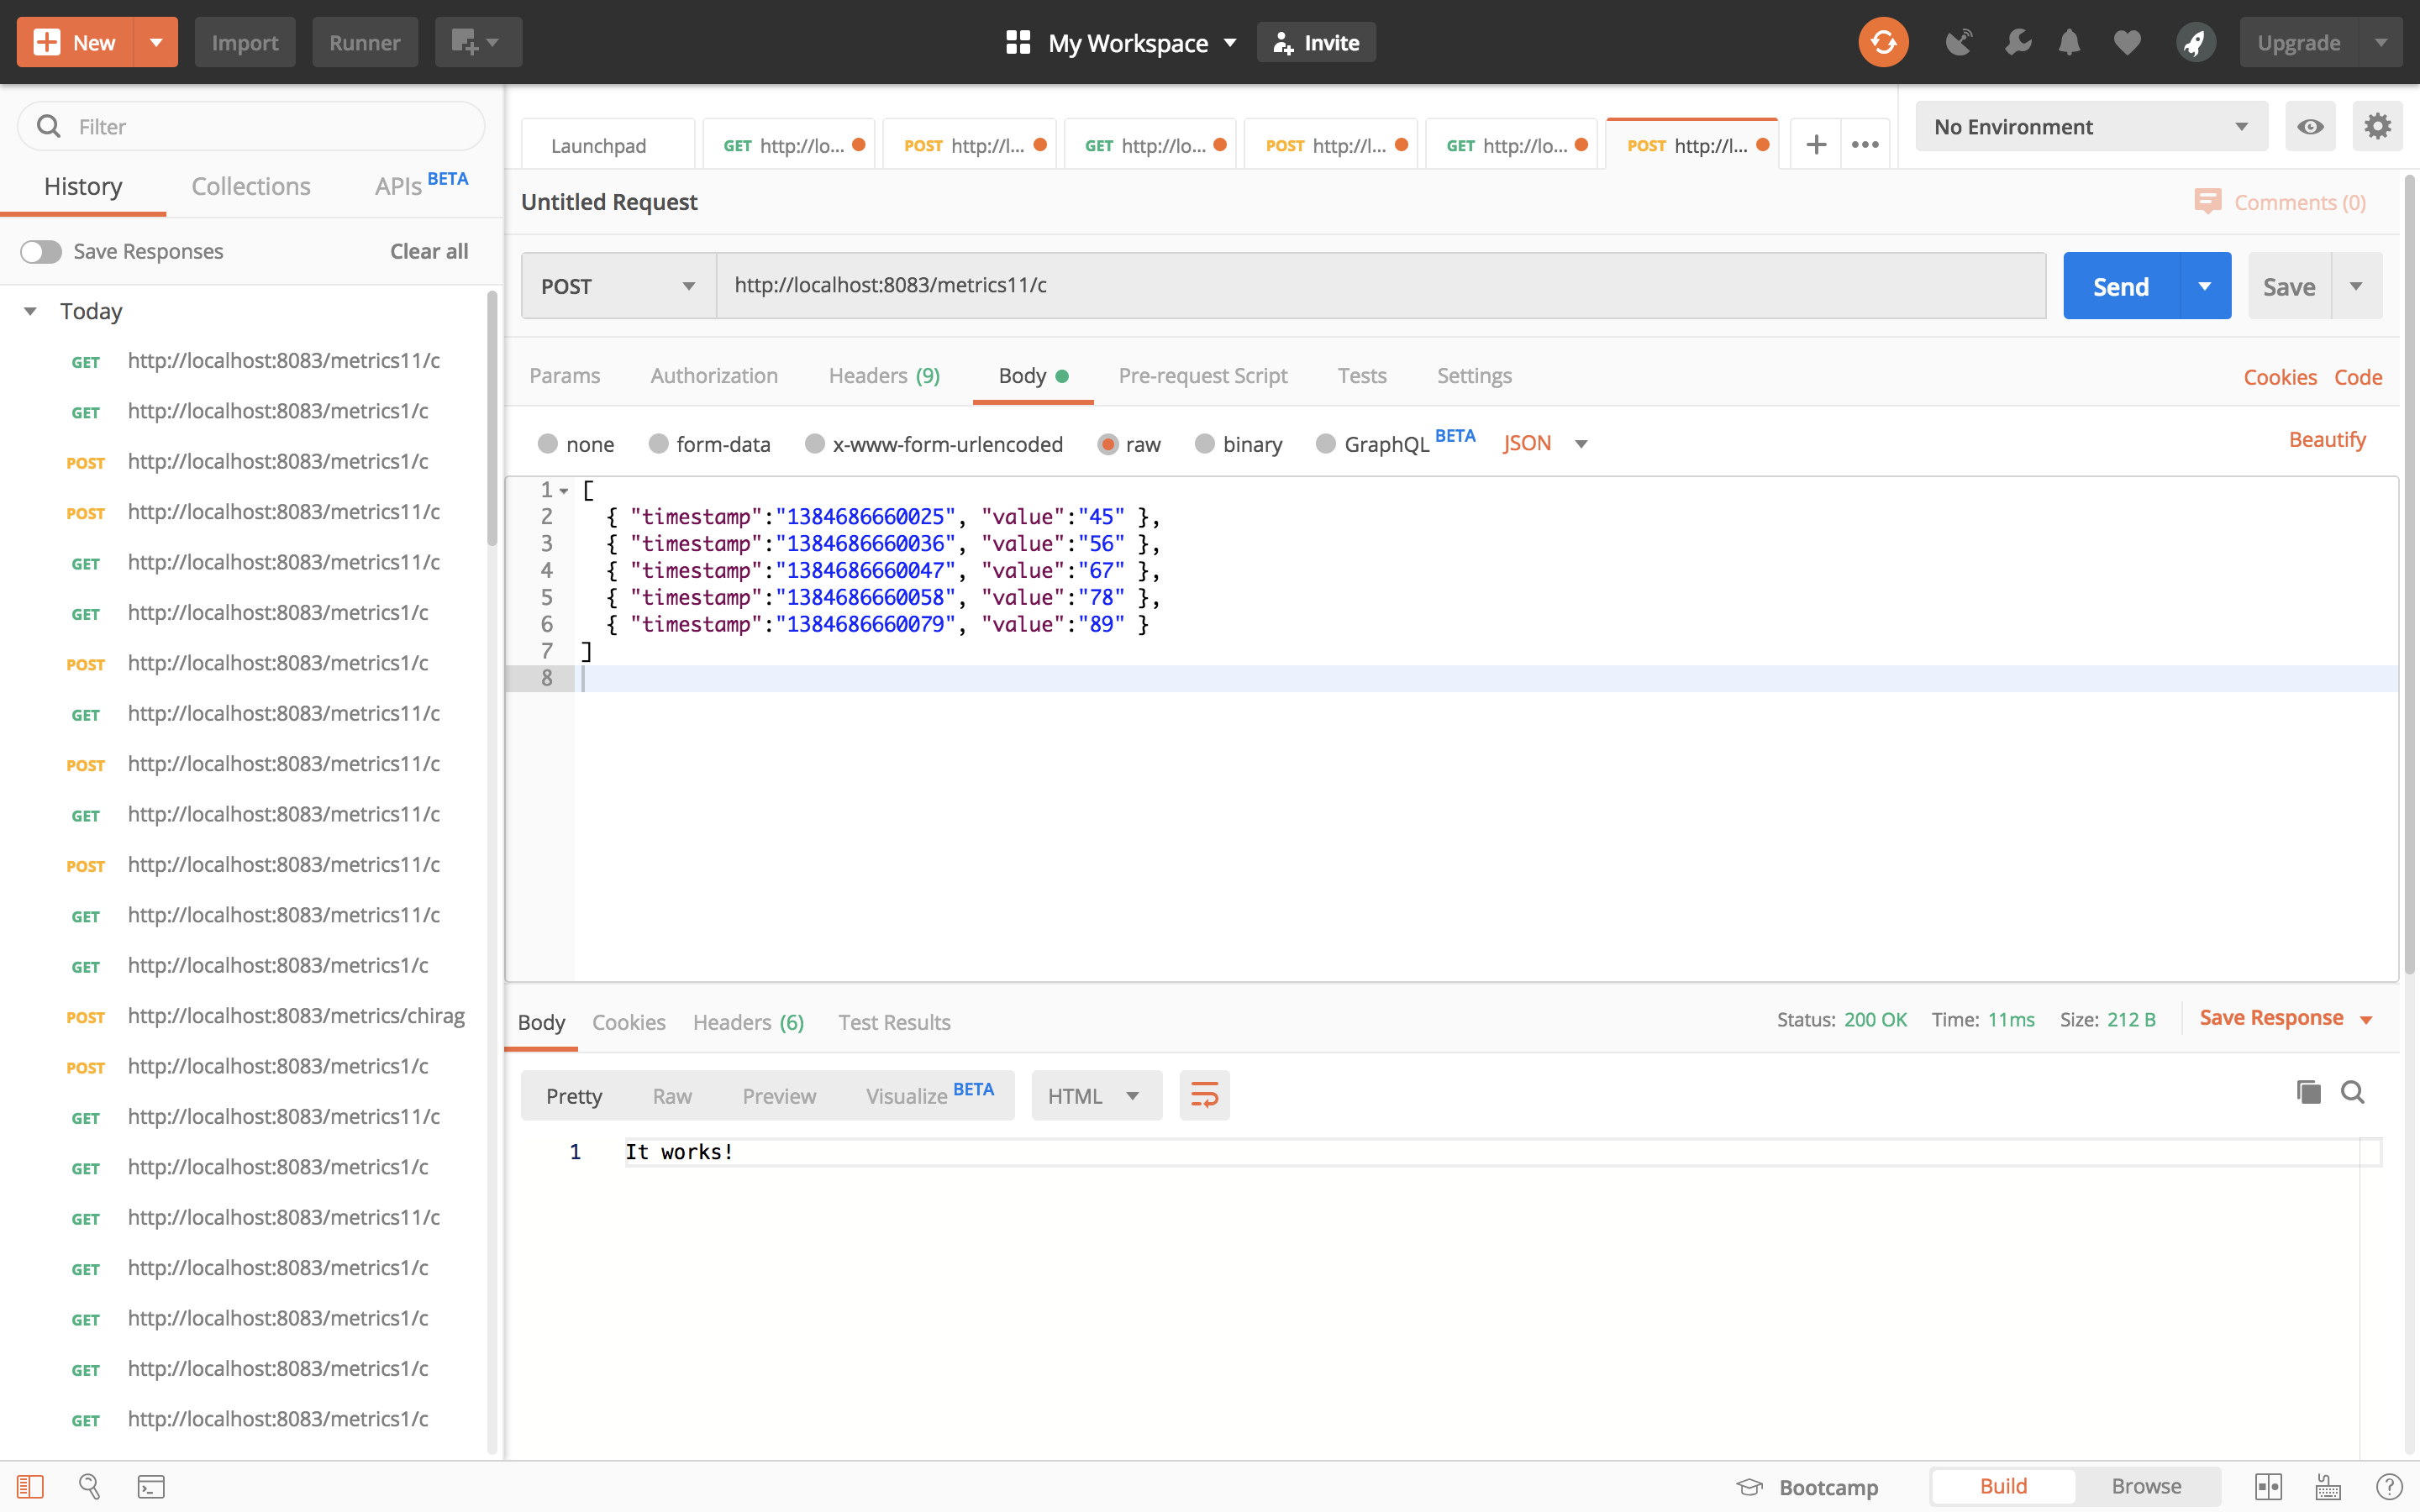 New
Import
Runner
My Workspace
Invite
Upgrade
Filter
History
Collections
APIs BETA
Save Responses
Clear all
Today
GET http://localhost:8083/metrics11/c
GET http://localhost:8083/metrics1/c
POST http://localhost:8083/metrics1/c
POST http://localhost:8083/metrics11/c
GET http://localhost:8083/metrics11/c
GET http://localhost:8083/metrics1/c
POST http://localhost:8083/metrics1/c
GET http://localhost:8083/metrics11/c
POST http://localhost:8083/metrics11/c
GET http://localhost:8083/metrics11/c
POST http://localhost:8083/metrics11/c
GET http://localhost:8083/metrics11/c
GET http://localhost:8083/metrics1/c
POST http://localhost:8083/metrics/chirag
POST http://localhost:8083/metrics1/c
GET http://localhost:8083/metrics11/c
GET http://localhost:8083/metrics1/c
GET http://localhost:8083/metrics11/c
GET http://localhost:8083/metrics1/c
GET http://localhost:8083/metrics1/c
GET http://localhost:8083/metrics1/c
GET http://localhost:8083/metrics1/c
Launchpad
GET http://lo...
POST http://l...
GET http://lo...
POST http://l...
GET http://lo...
POST http://l...
No Environment
Untitled Request
Comments (0)
POST
http://localhost:8083/metrics11/c
Send
Save
Params
Authorization
Headers (9)
Body
Pre-request Script
Tests
Settings
Cookies
Code
none
form-data
x-www-form-urlencoded
raw
binary
GraphQL BETA
JSON
Beautify
1 [
2 { "timestamp":"1384686660025", "value":"45" },
3 { "timestamp":"1384686660036", "value":"56" },
4 { "timestamp":"1384686660047", "value":"67" },
5 { "timestamp":"1384686660058", "value":"78" },
6 { "timestamp":"1384686660079", "value":"89" }
7 ]
8
Body
Cookies
Headers (6)
Test Results
Status: 200 OK
Time: 11ms
Size: 212 B
Save Response
Pretty
Raw
Preview
Visualize BETA
HTML
1 It works!
Bootcamp
Build
Browse